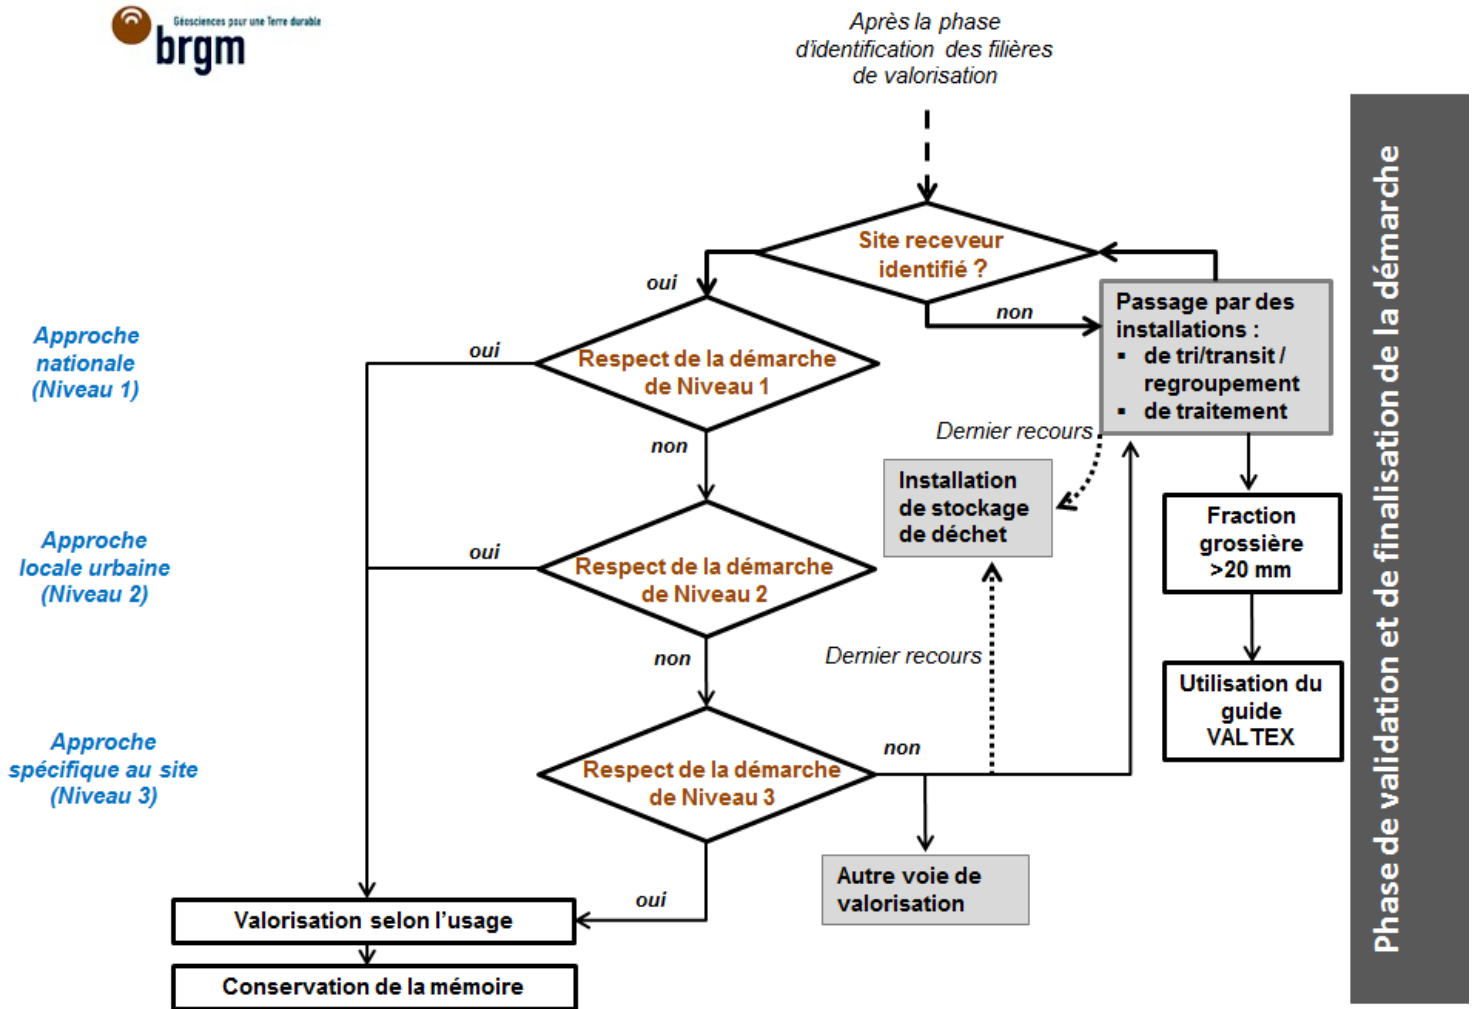 Géosciences pour une Terre durable
brgm
Après la phase
d'identification des filières
de valorisation
Site receveur
identifié ?
oui
non
Passage par des
installations :
▪ de tri/transit /
regroupement
▪ de traitement
Approche
nationale
(Niveau 1)
oui
Respect de la démarche
de Niveau 1
non
Dernier recours
Installation
de stockage
de déchet
Fraction
grossière
>20 mm
Approche
locale urbaine
(Niveau 2)
oui
Respect de la démarche
de Niveau 2
non
Dernier recours
Utilisation du
guide
VALTEX
Approche
spécifique au site
(Niveau 3)
Respect de la démarche
de Niveau 3
non
Autre voie de
valorisation
oui
Valorisation selon l'usage
Conservation de la mémoire
Phase de validation et de finalisation de la démarche